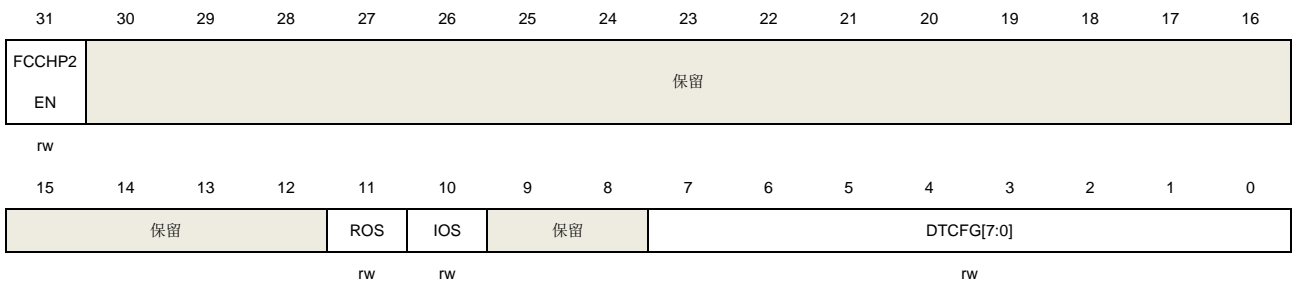 31 30 29 28 27 26 25 24 23 22 21 20 19 18 17 16
FCCHP2
EN
保留
rw
15 14 13 12 11 10 9 8 7 6 5 4 3 2 1 0
保留 ROS IOS 保留 DTCFG[7:0]
rw rw rw